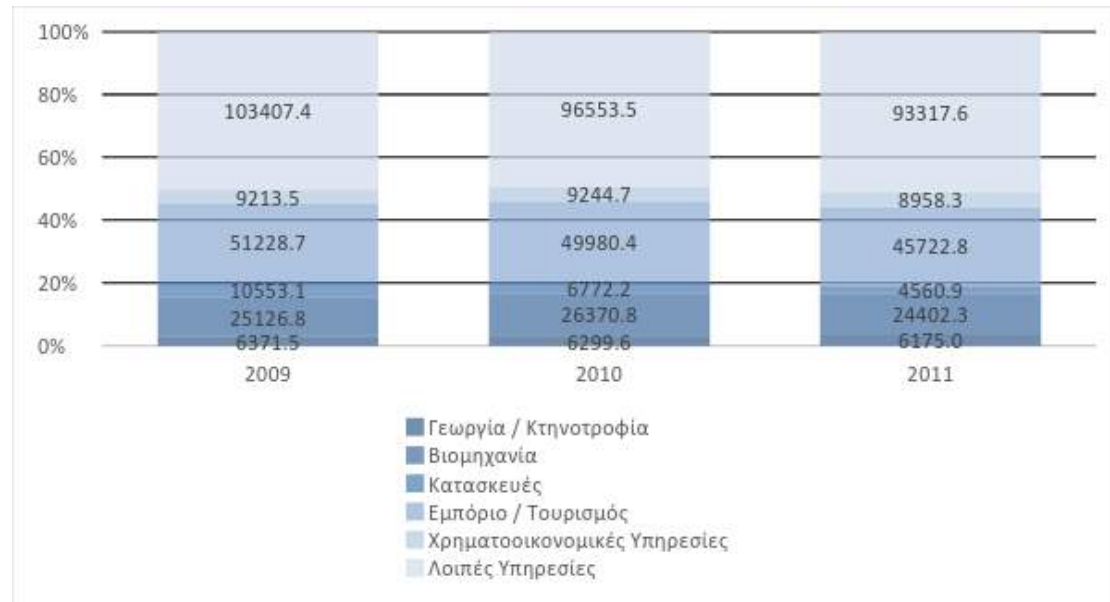 100%
80%
60%
40%
20%
0%
103407.4 96553.5 93317.6
9213.5 9244.7 8958.3
51228.7 49980.4 45722.8
10553.1 6772.2 4560.9
25126.8 26370.8 24402.3
6371.5 6299.6 6175.0
2009 2010 2011
Γεωργία / Κτηνοτροφία
Βιομηχανία
Κατασκευές
Εμπόριο / Τουρισμός
Χρηματοοικονομικές Υπηρεσίες
Λοιπές Υπηρεσίες